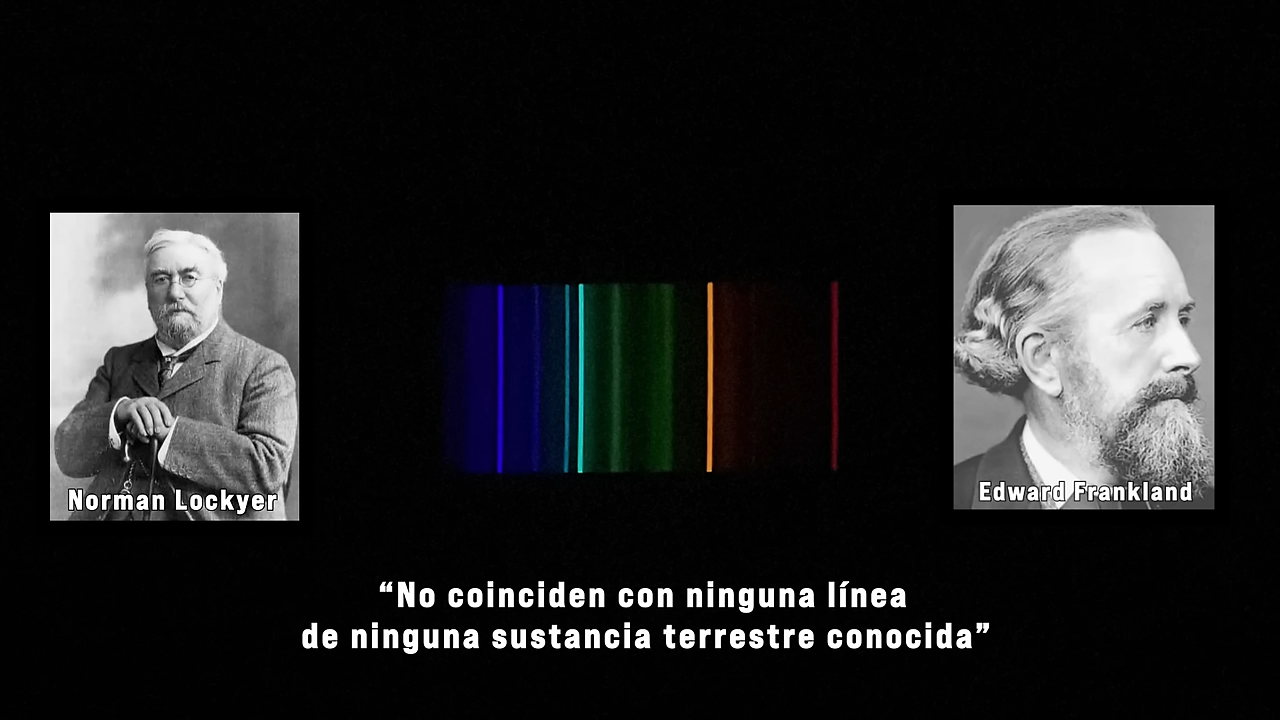 Norman Lockyer
Edward Frankland
“No coinciden con ninguna línea
de ninguna sustancia terrestre conocida”